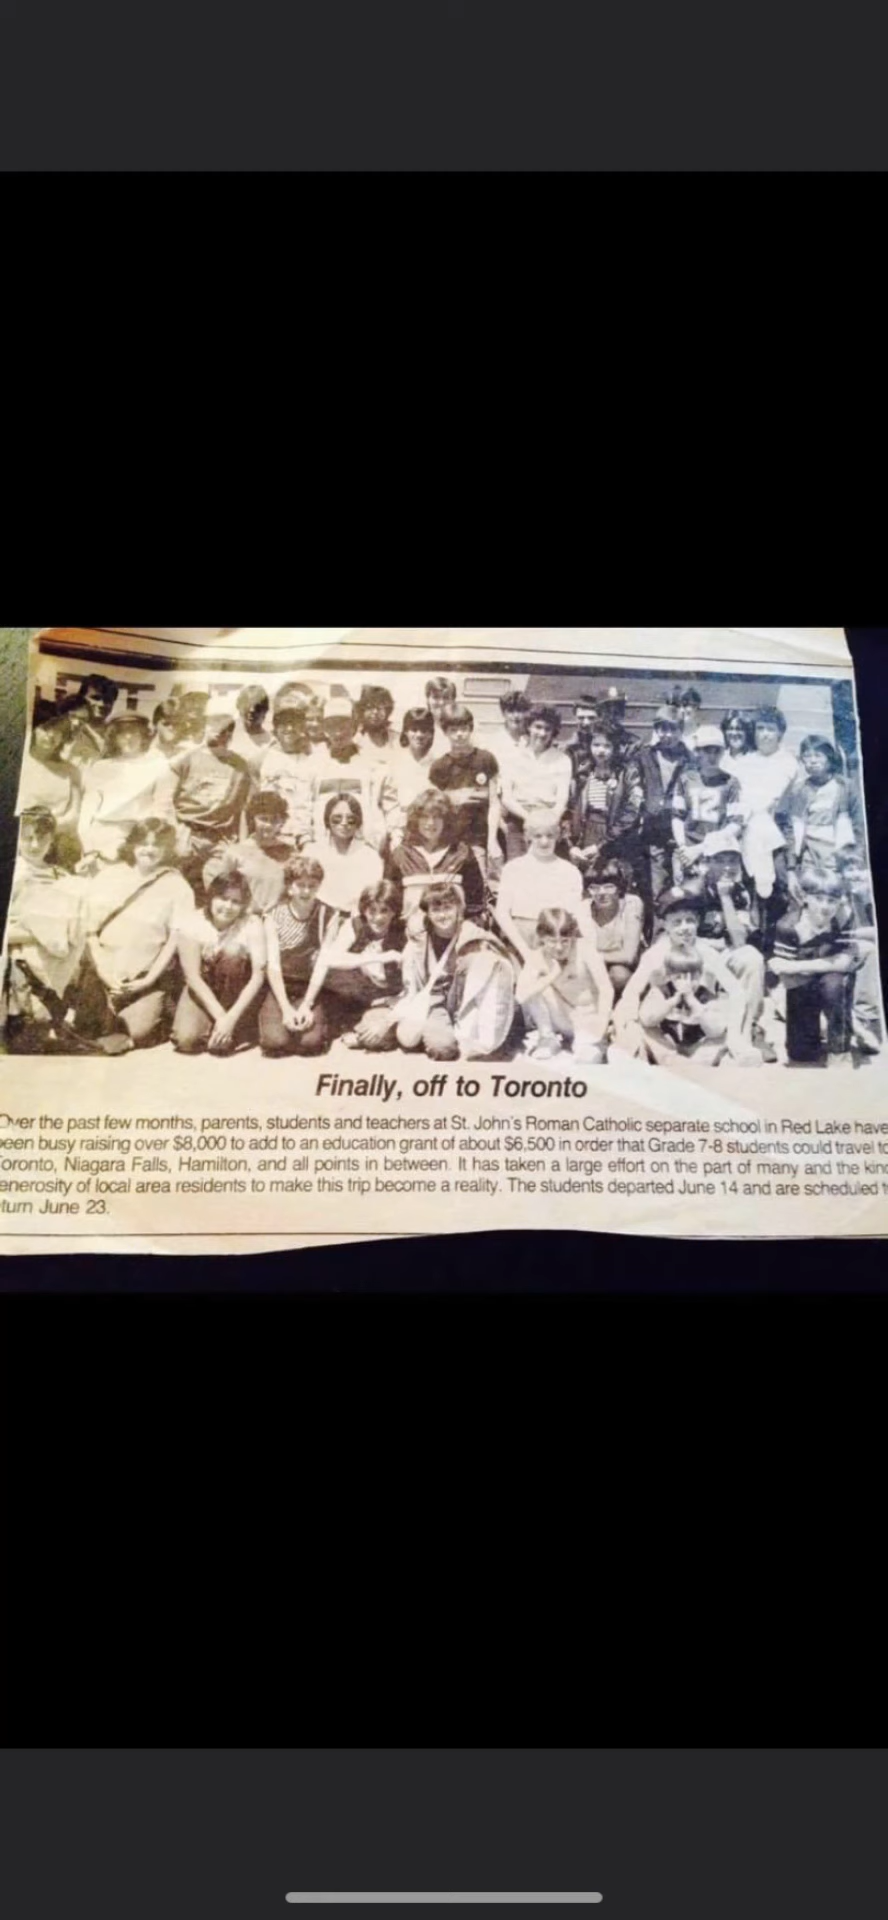 Finally, off to Toronto
Over the past few months, parents, students and teachers at St. John's Roman Catholic separate school in Red Lake have
een busy raising over $8,000 to add to an education grant of about $6,500 in order that Grade 7-8 students could travel to
oronto, Niagara Falls, Hamilton, and all points in between. It has taken a large effort on the part of many and the kind
enerosity of local area residents to make this trip become a reality. The students departed June 14 and are scheduled t
turn June 23.
12